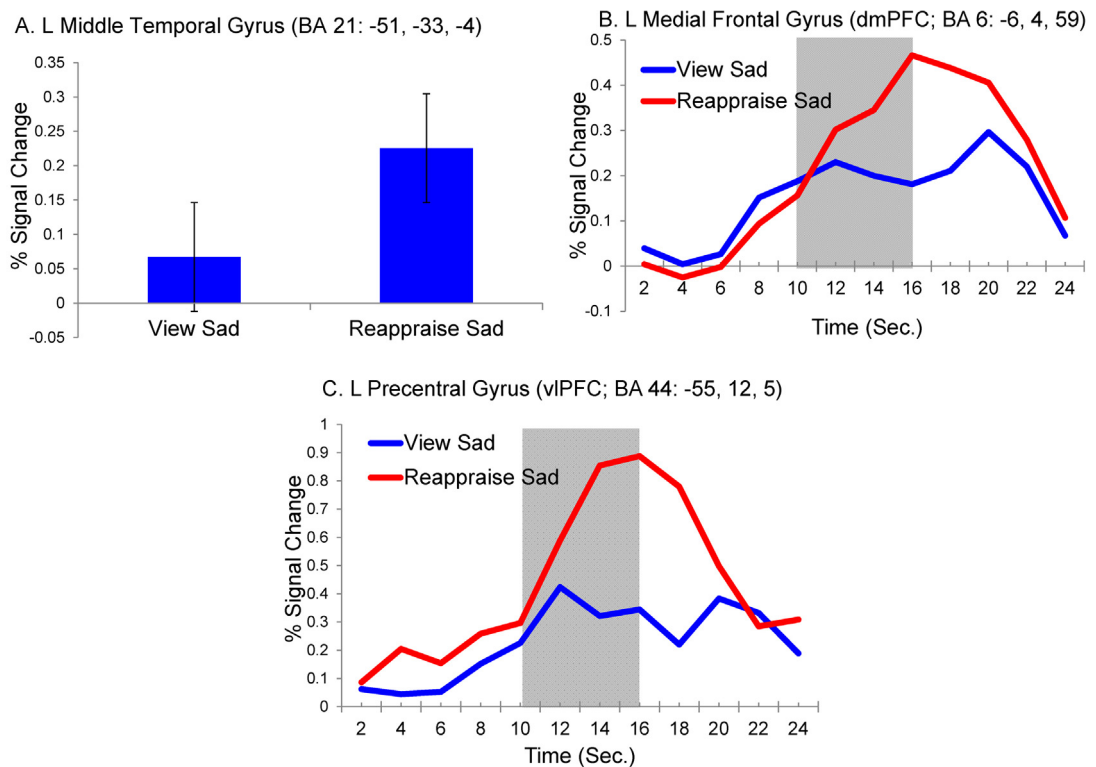 A. L Middle Temporal Gyrus (BA 21: -51, -33, -4)
% Signal Change
0.35
0.3
0.25
0.2
0.15
0.1
0.05
0
-0.05
View Sad
Reappraise Sad
B. L Medial Frontal Gyrus (dmPFC; BA 6: -6, 4, 59)
% Signal Change
0.5
0.4
0.3
0.2
0.1
0
-0.1
View Sad
Reappraise Sad
2 4 6 8 10 12 14 16 18 20 22 24
Time (Sec.)
C. L Precentral Gyrus (vlPFC; BA 44: -55, 12, 5)
% Signal Change
1
0.9
0.8
0.7
0.6
0.5
0.4
0.3
0.2
0.1
0
View Sad
Reappraise Sad
2 4 6 8 10 12 14 16 18 20 22 24
Time (Sec.)